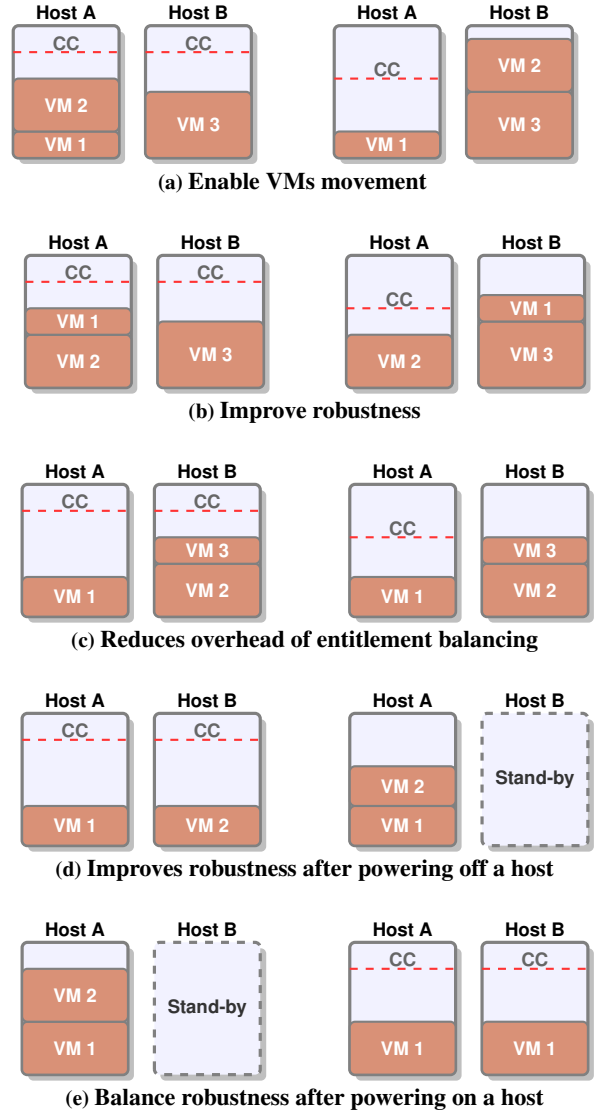 Host A Host B Host A Host B
CC CC
VM 2 CC VM 2
VM 3 VM 3
VM 1 VM 1
(a) Enable VMs movement
Host A Host B Host A Host B
CC CC
VM 1 CC VM 1
VM 2 VM 3 VM 2 VM 3
(b) Improve robustness
Host A Host B Host A Host B
CC CC
VM 3 CC VM 3
VM 1 VM 2 VM 1 VM 2
(c) Reduces overhead of entitlement balancing
Host A Host B Host A Host B
CC CC
VM 2 Stand-by
VM 1 VM 2 VM 1
(d) Improves robustness after powering off a host
Host A Host B Host A Host B
CC CC
VM 2 Stand-by
VM 1 VM 1 VM 1
(e) Balance robustness after powering on a host